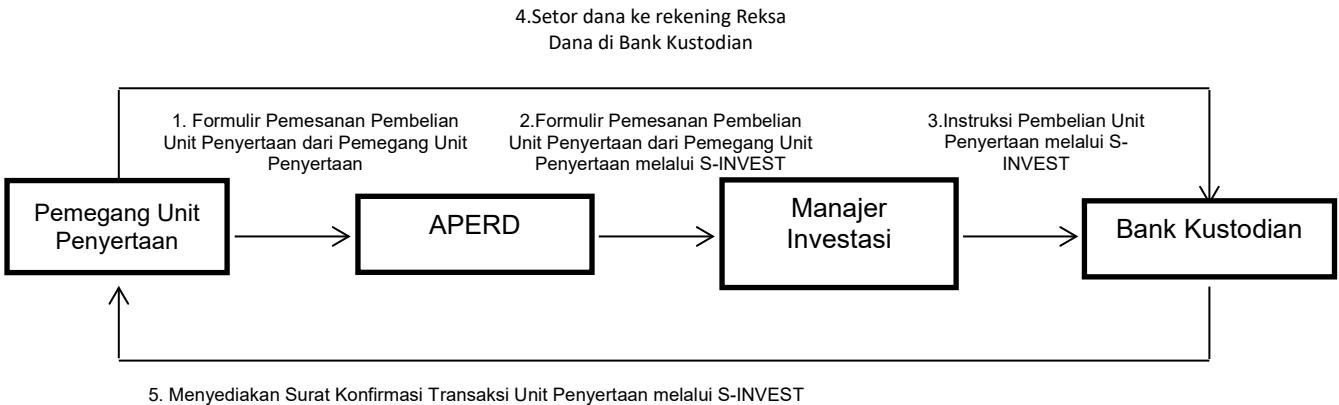 4.Setor dana ke rekening Reksa
Dana di Bank Kustodian
1. Formulir Pemesanan Pembelian
Unit Penyertaan dari Pemegang Unit
Penyertaan
2.Formulir Pemesanan Pembelian
Unit Penyertaan dari Pemegang Unit
Penyertaan melalui S-INVEST
3.Instruksi Pembelian Unit
Penyertaan melalui S-
INVEST
Pemegang Unit
Penyertaan
APERD
Manajer
Investasi
Bank Kustodian
5. Menyediakan Surat Konfirmasi Transaksi Unit Penyertaan melalui S-INVEST